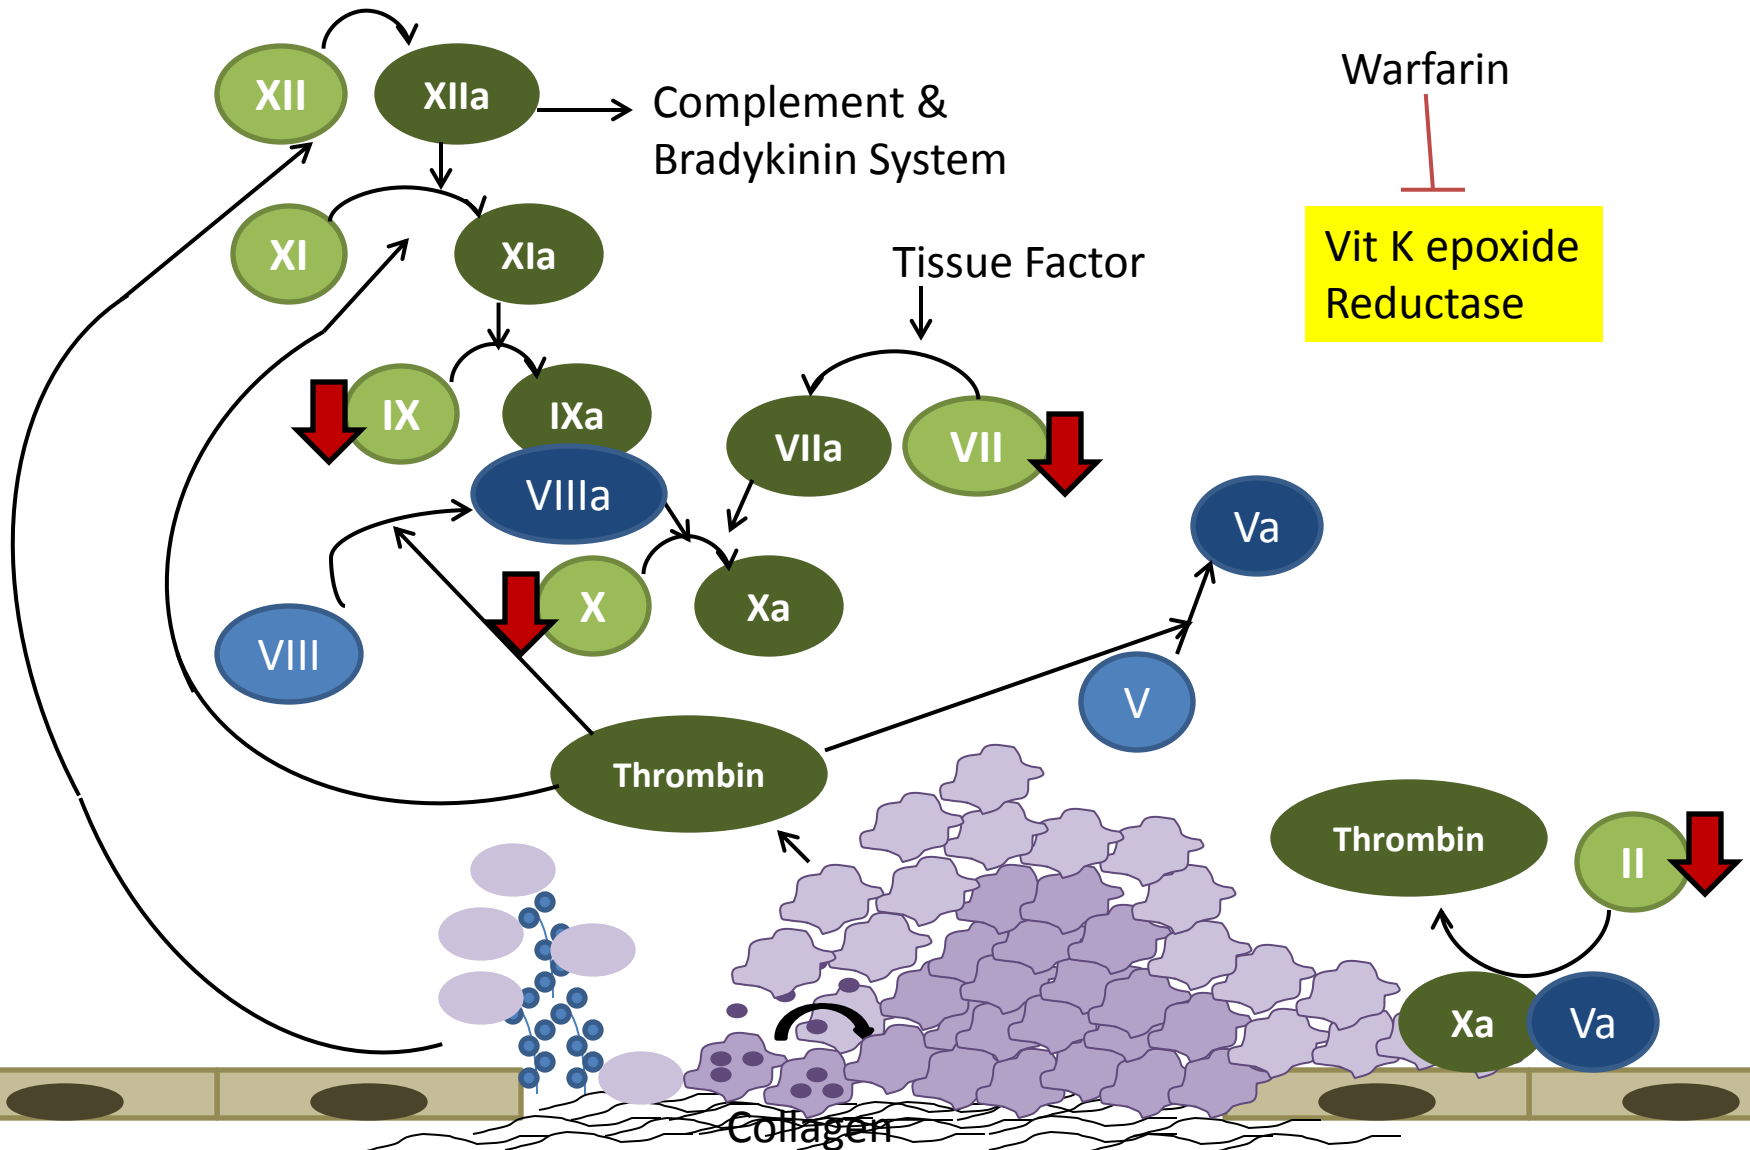 XII
XIIa
Complement &
Bradykinin System
Warfarin
XI
XIa
Tissue Factor
Vit K epoxide
Reductase
IX
IXa
VIIa
VII
VIIIa
Va
X
Xa
VIII
V
Thrombin
Thrombin
II
Xa
Va
Collagen